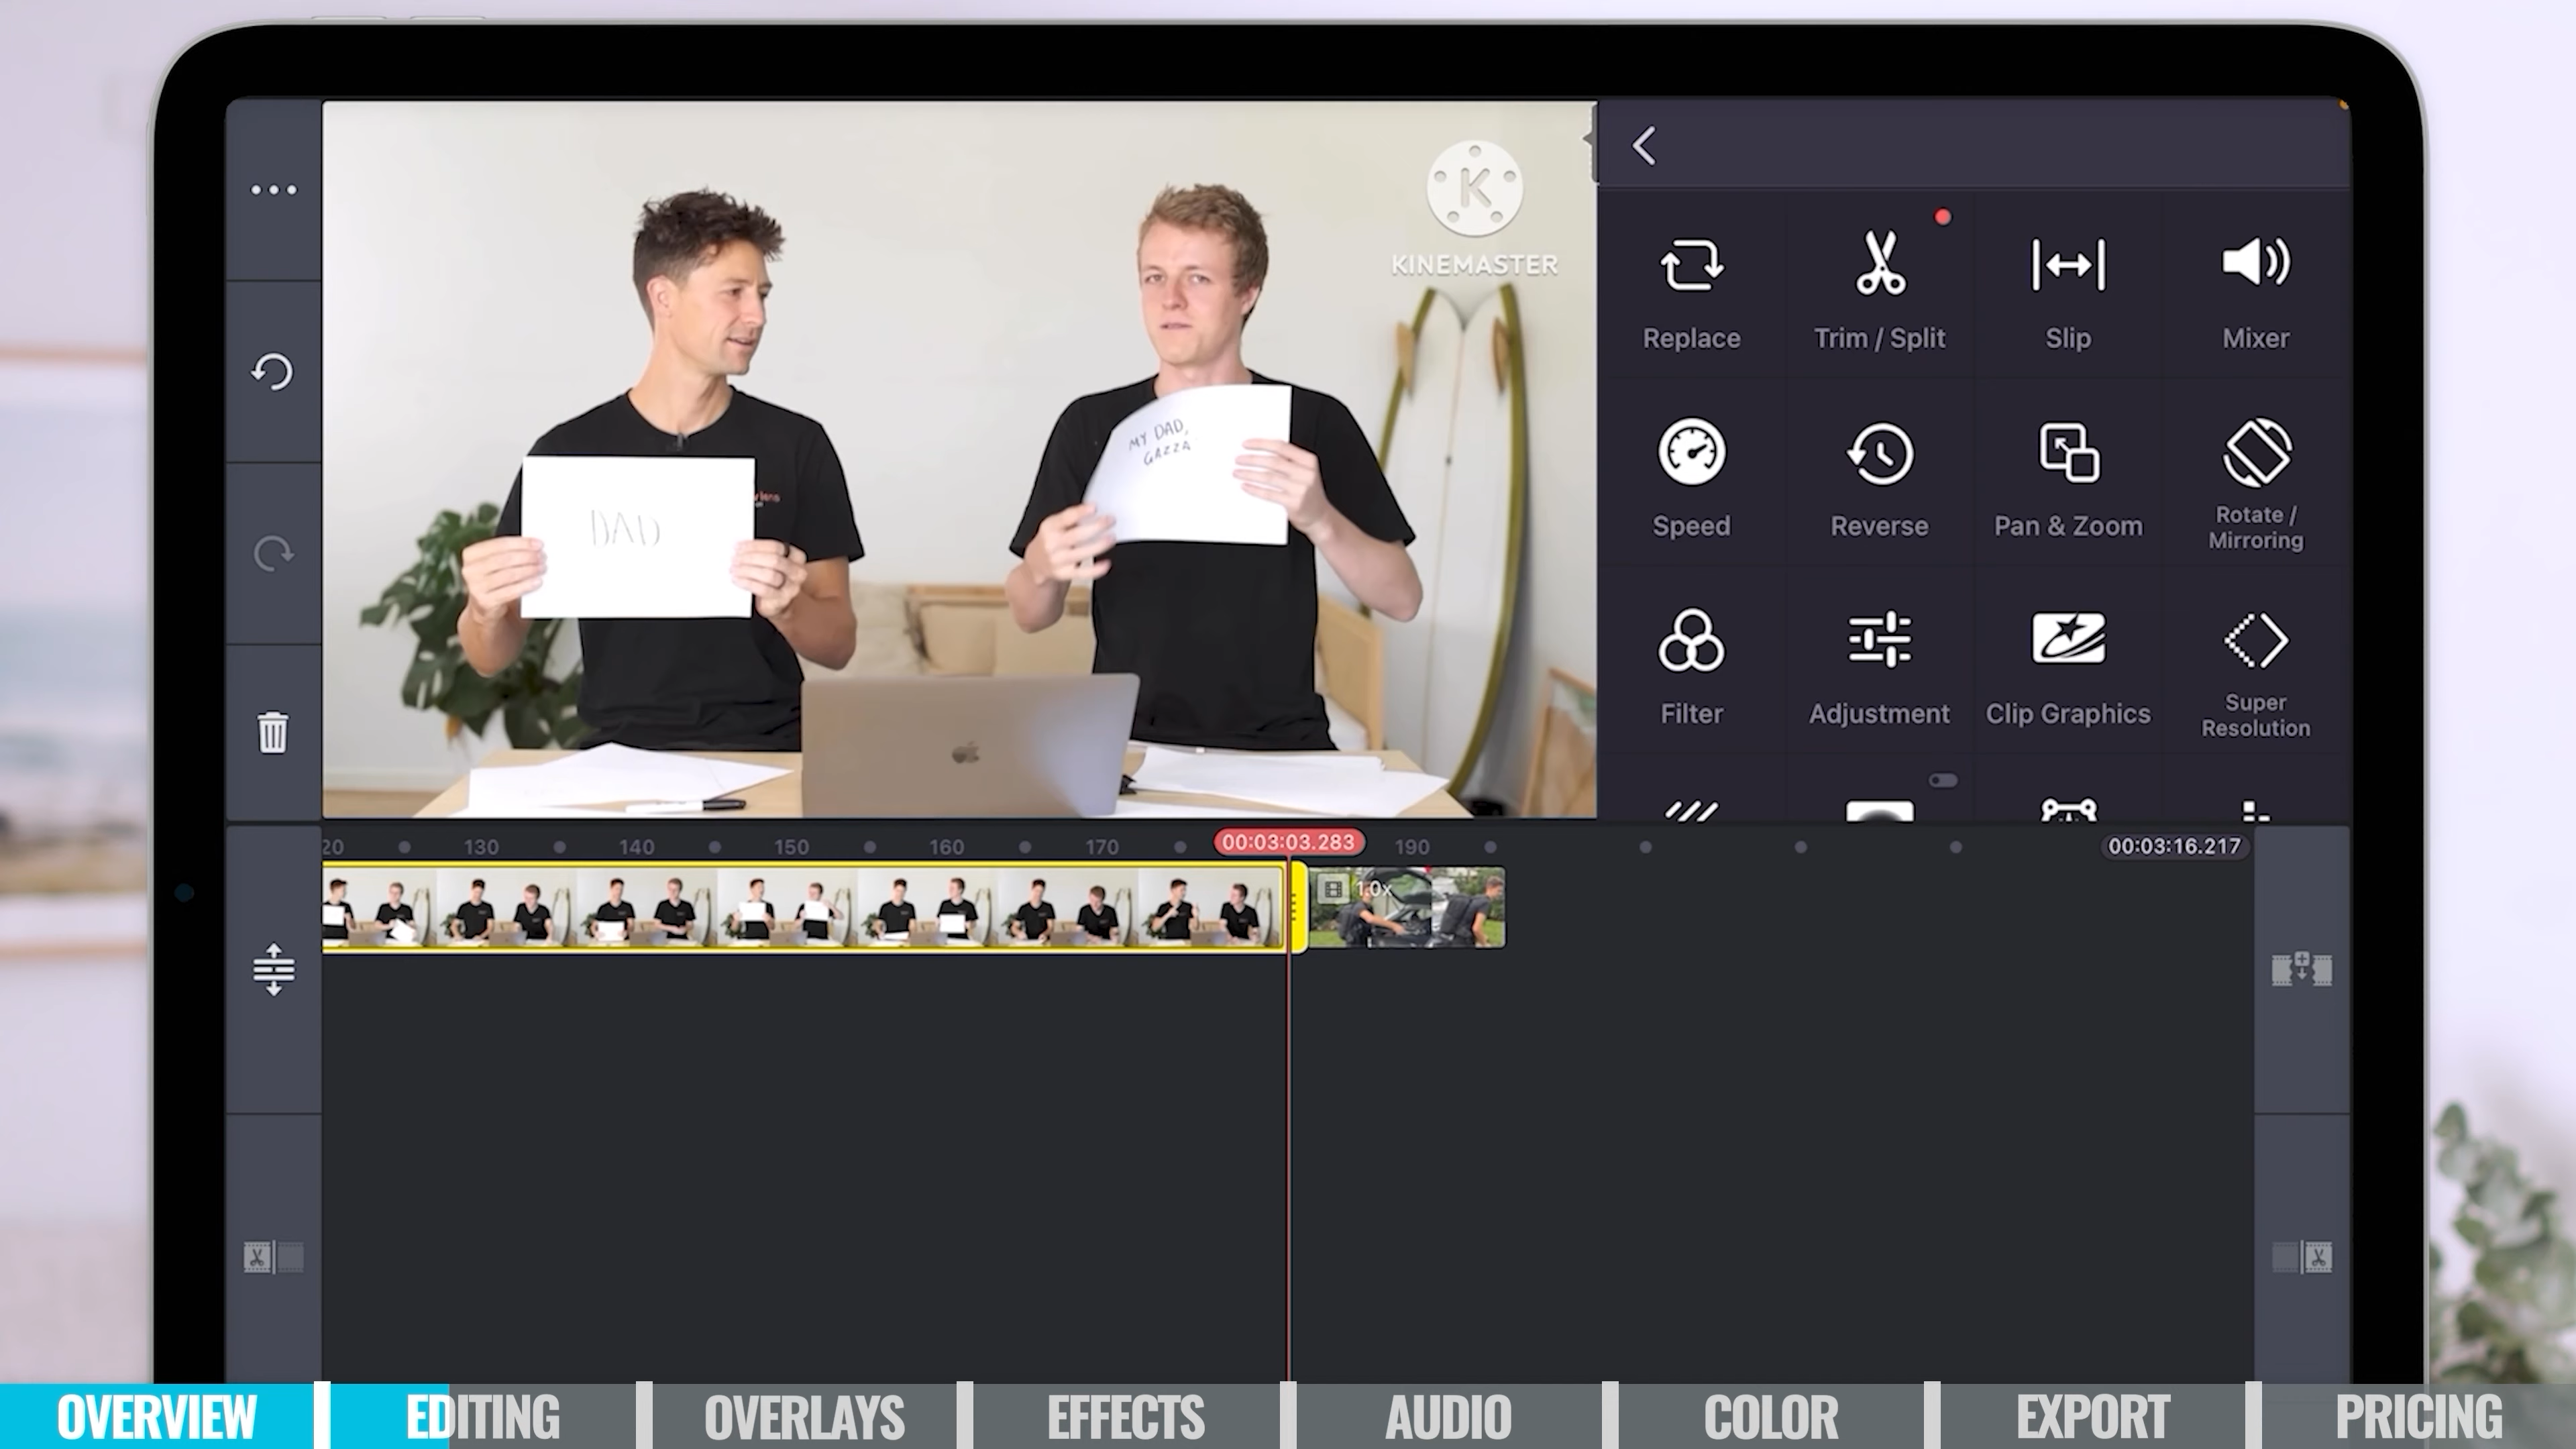 K
KINEMASTER
MY DAD,
GAZZA
DAD
Replace
Trim / Split
Slip
Mixer
Speed
Reverse
Pan & Zoom
Rotate /
Mirroring
Filter
Adjustment
Clip Graphics
Super
Resolution
20 130 140 150 160 170 00:03:03.283 190 00:03:16.217
1.0x
OVERVIEW EDITING OVERLAYS EFFECTS AUDIO COLOR EXPORT PRICING